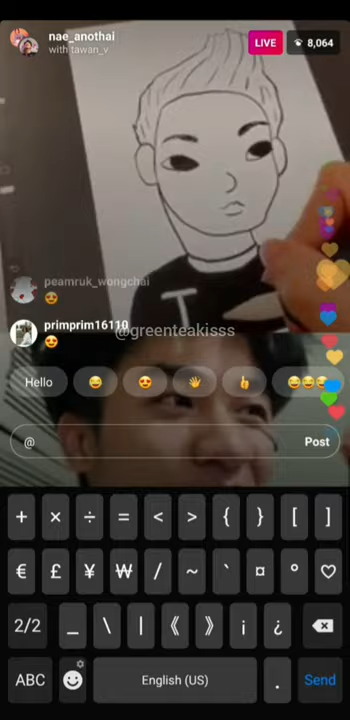 nae_anothai
with tawan_v
LIVE
8,064
peamruk_wongchai
😍
primprim16110
😍
@greenteakisss
Hello 😂 😍 👋 👍 😂😂😂
@
Post
+ × ÷ = < > { } [ ]
€ £ ¥ ₩ / ~ ` ¤ ° ♡
2/2 _ \ | 《 》 ¡ ¿
ABC English (US) . Send